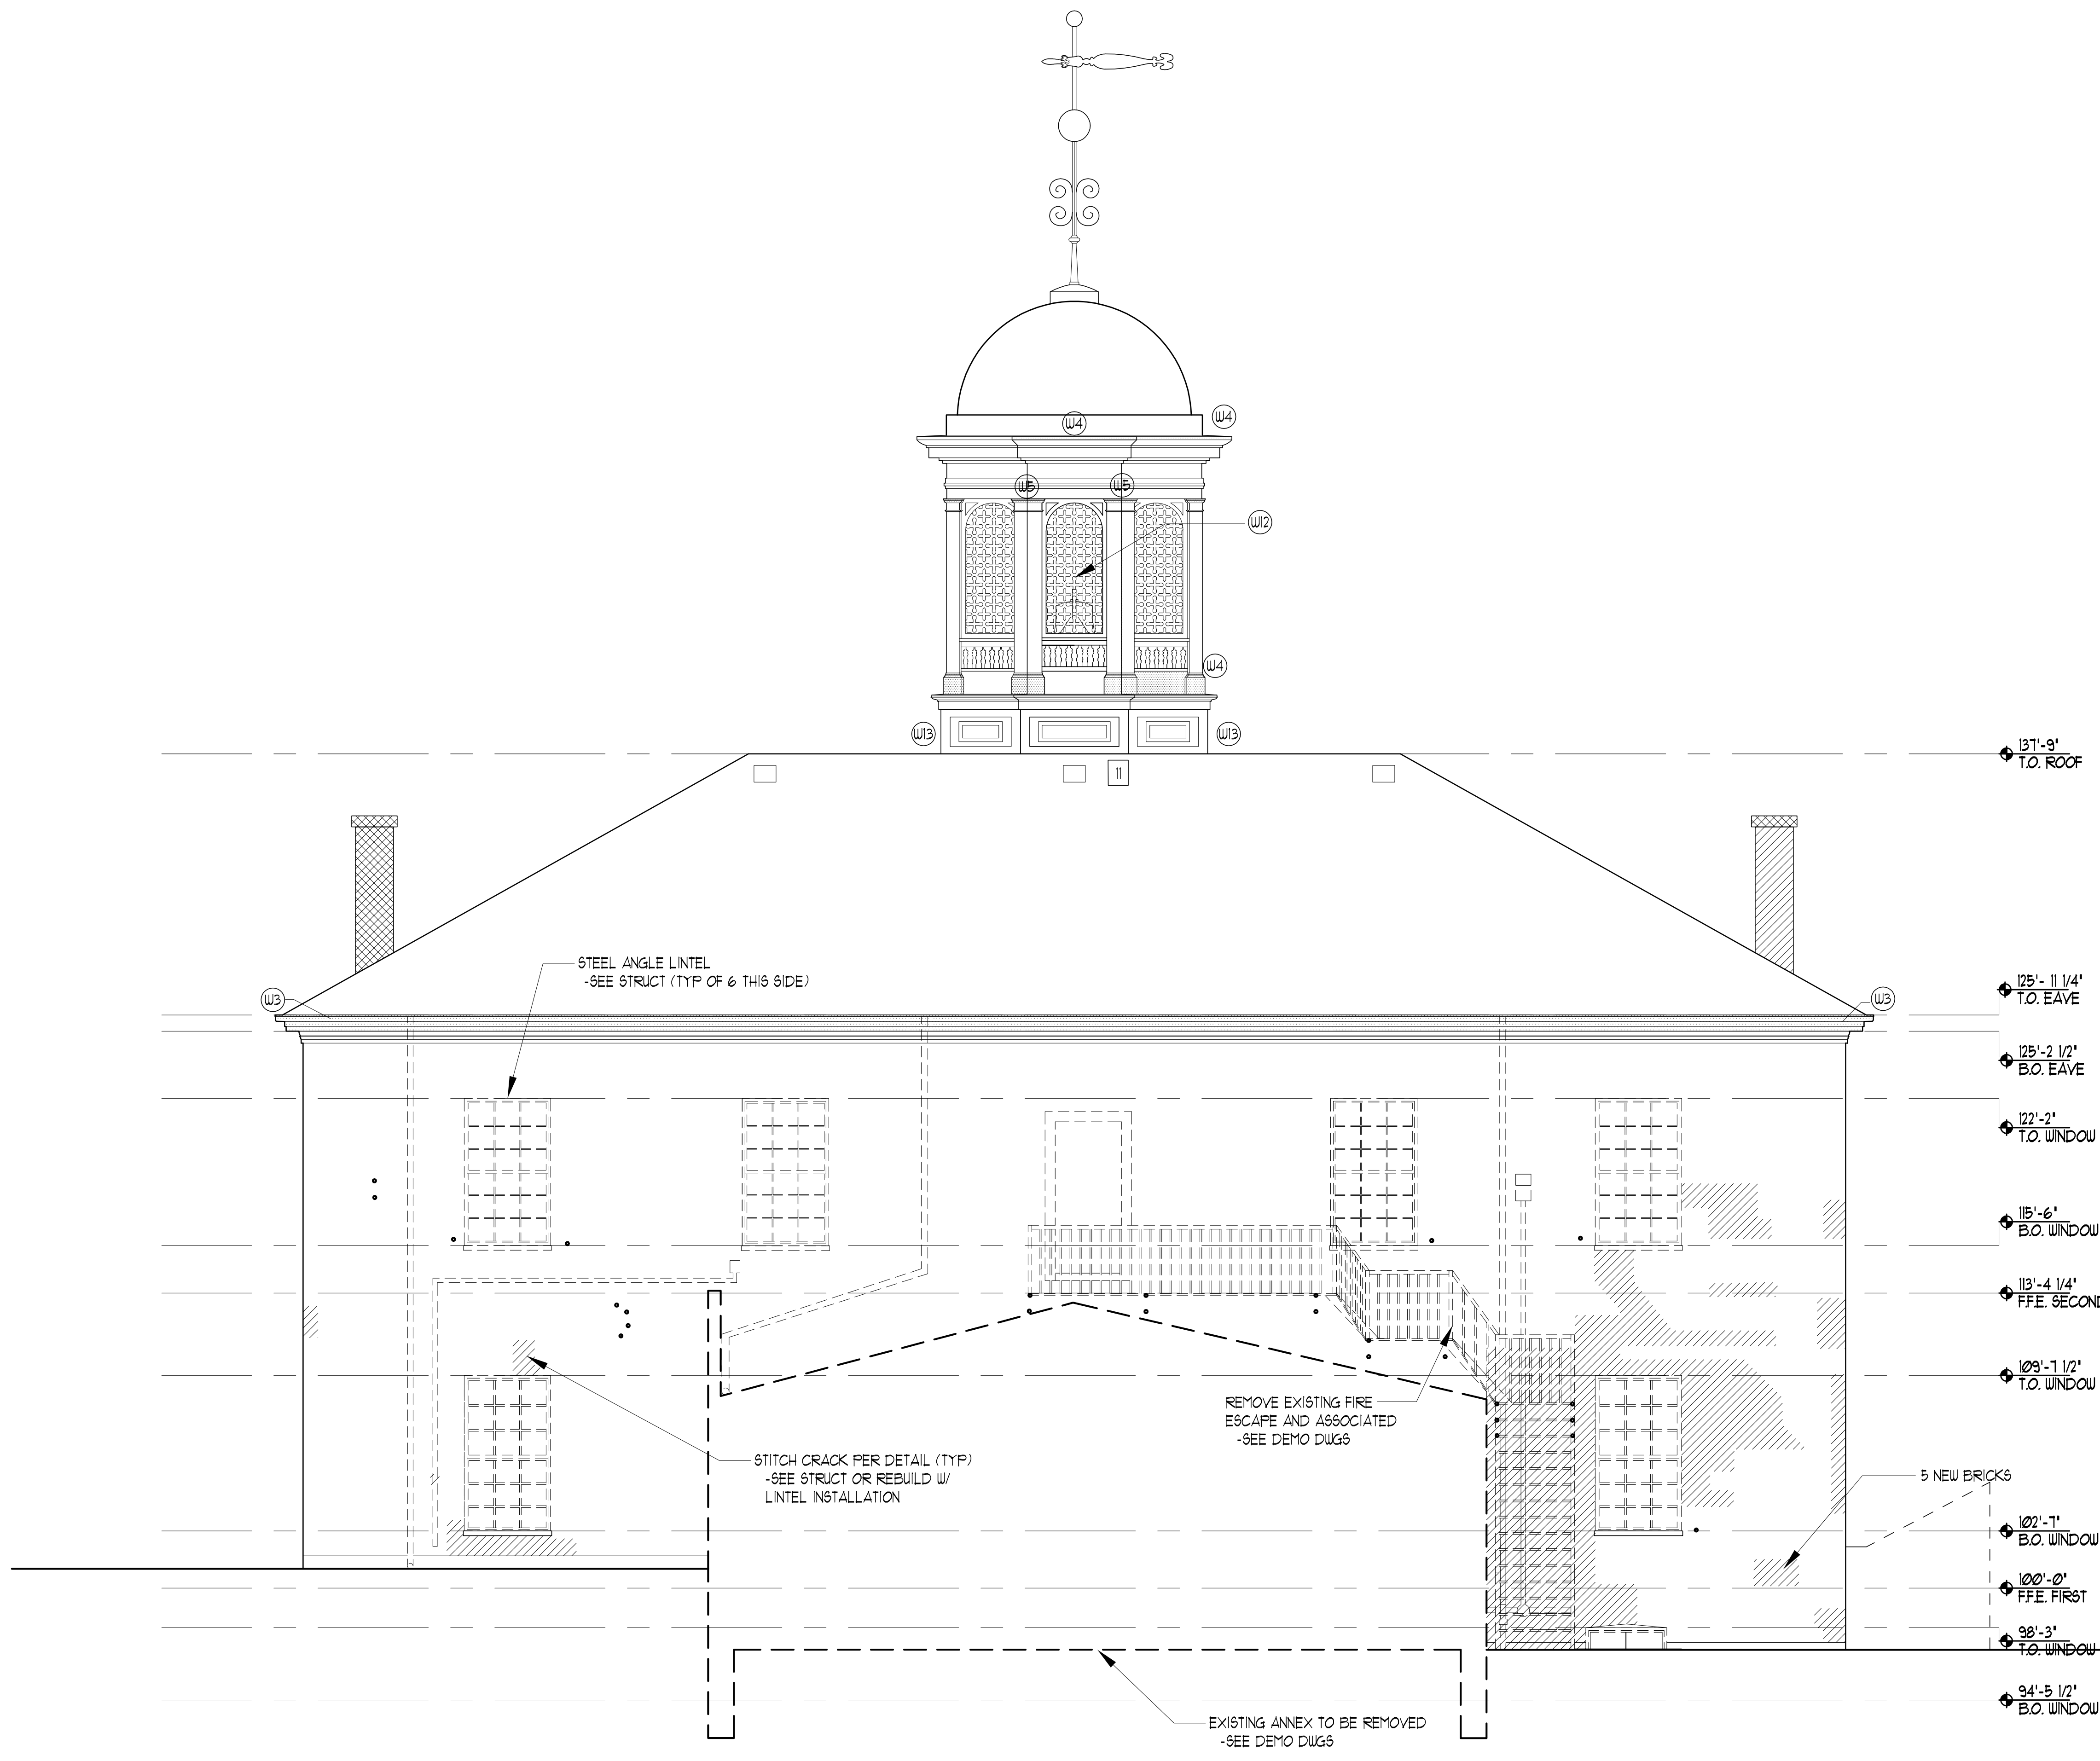 W4
W4
W5
W5
W12
W4
W13
W13
137'-9"
T.O. ROOF
11
STEEL ANGLE LINTEL
-SEE STRUCT (TYP OF 6 THIS SIDE)
125'- 11 1/4"
T.O. EAVE
W3
W3
125'-2 1/2"
B.O. EAVE
122'-2"
T.O. WINDOW
115'-6"
B.O. WINDOW
113'-4 1/4"
F.F.E. SECOND
109'-7 1/2"
T.O. WINDOW
REMOVE EXISTING FIRE
ESCAPE AND ASSOCIATED
-SEE DEMO DWGS
STITCH CRACK PER DETAIL (TYP)
-SEE STRUCT OR REBUILD W/
LINTEL INSTALLATION
5 NEW BRICKS
102'-7"
B.O. WINDOW
100'-0"
F.F.E. FIRST
98'-3"
T.O. WINDOW
94'-5 1/2"
B.O. WINDOW
EXISTING ANNEX TO BE REMOVED
-SEE DEMO DWGS